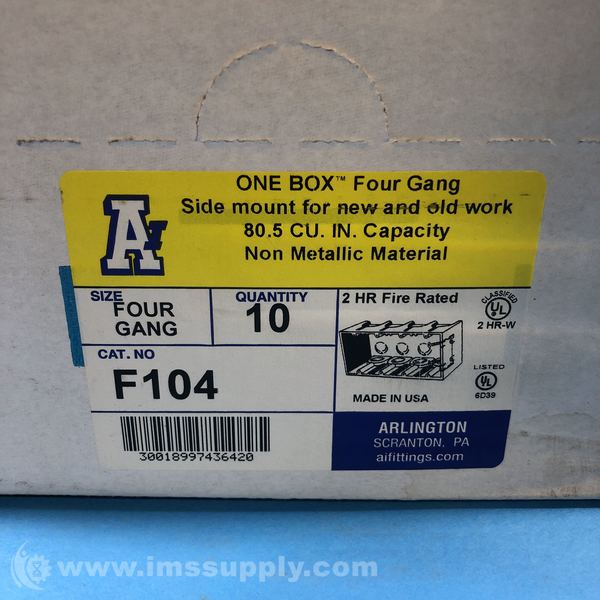 ONE BOX™ Four Gang
Side mount for new and old work
80.5 CU. IN. Capacity
Non Metallic Material
AI
SIZE
FOUR
GANG
QUANTITY
10
2 HR Fire Rated
CLASSIFIED
UL
2 HR-W
CAT. NO
F104
MADE IN USA
LISTED
UL
6D39
30018997436420
ARLINGTON
SCRANTON, PA
aifittings.com
www.imssupply.com